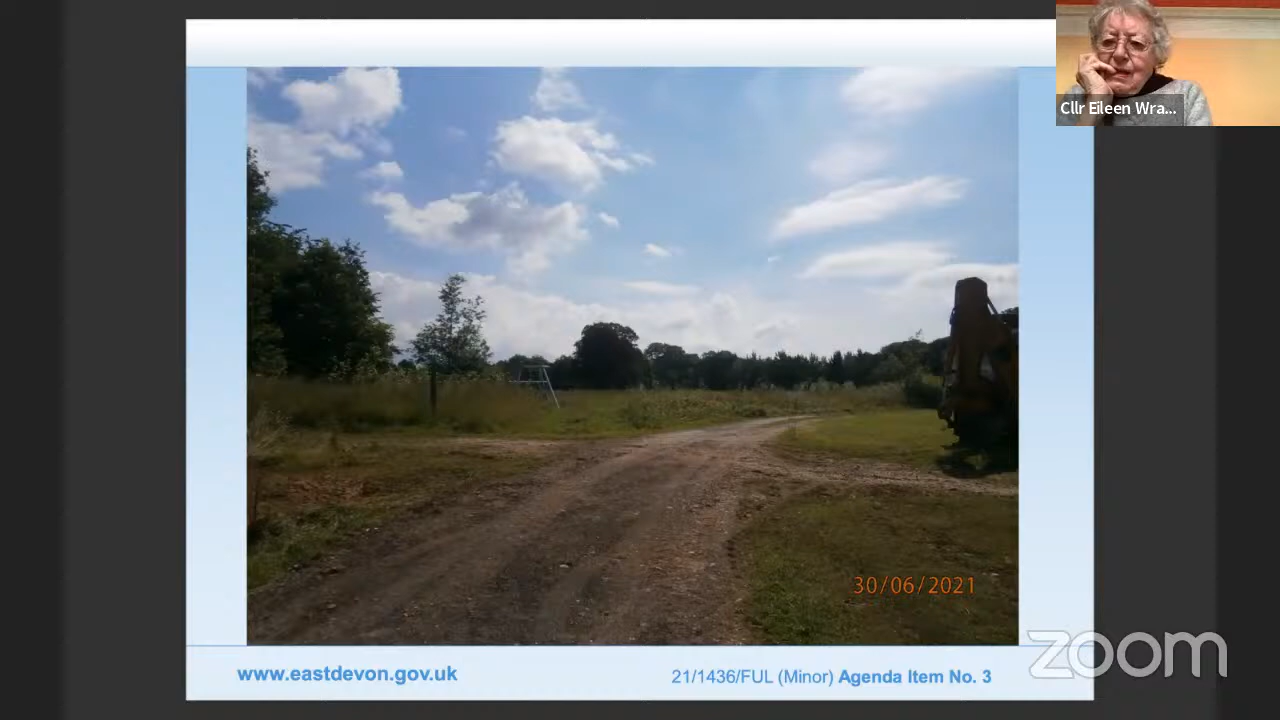 Cllr Eileen Wra...
30/06/2021
www.eastdevon.gov.uk
21/1436/FUL (Minor) Agenda Item No. 3
zoom